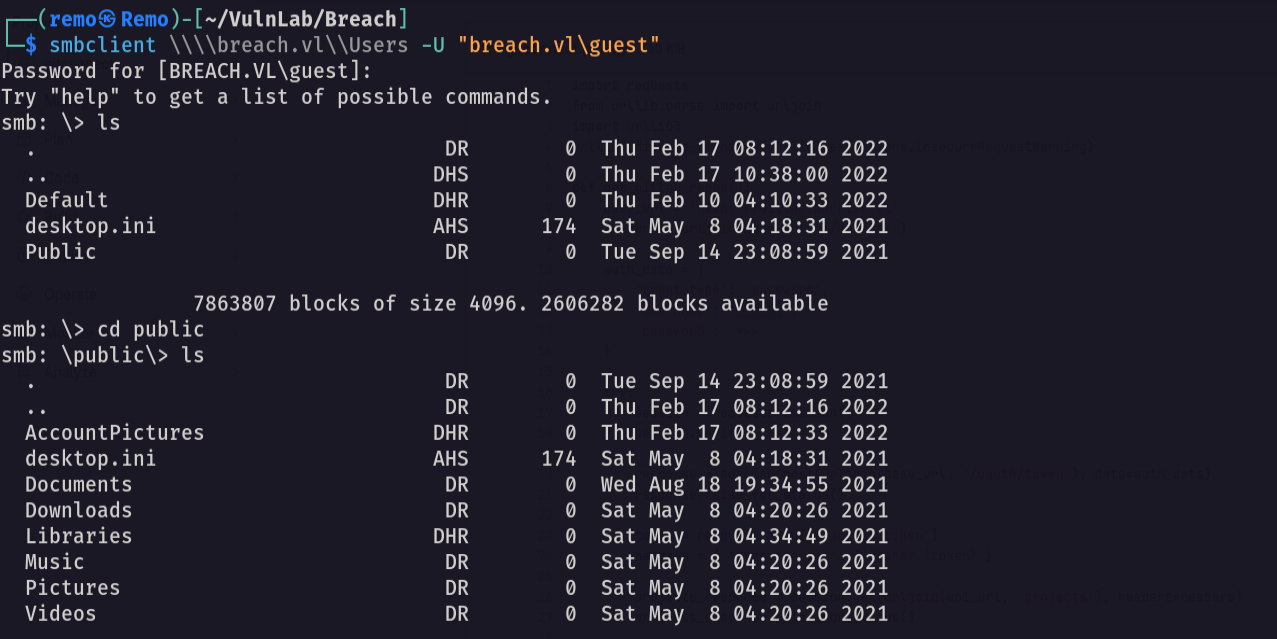 ┌──(remo㉿Remo)-[~/VulnLab/Breach]
└─$ smbclient \\\\breach.vl\\Users -U "breach.vl\guest"
Password for [BREACH.VL\guest]:
Try "help" to get a list of possible commands.
smb: \> ls
  .                                  DR        0  Thu Feb 17 08:12:16 2022
  ..                                DHS        0  Thu Feb 17 10:38:00 2022
  Default                           DHR        0  Thu Feb 10 04:10:33 2022
  desktop.ini                       AHS      174  Sat May  8 04:18:31 2021
  Public                             DR        0  Tue Sep 14 23:08:59 2021

                7863807 blocks of size 4096. 2606282 blocks available
smb: \> cd public
smb: \public\> ls
  .                                  DR        0  Tue Sep 14 23:08:59 2021
  ..                                 DR        0  Thu Feb 17 08:12:16 2022
  AccountPictures                   DHR        0  Thu Feb 17 08:12:33 2022
  desktop.ini                       AHS      174  Sat May  8 04:18:31 2021
  Documents                          DR        0  Wed Aug 18 19:34:55 2021
  Downloads                          DR        0  Sat May  8 04:20:26 2021
  Libraries                         DHR        0  Sat May  8 04:34:49 2021
  Music                              DR        0  Sat May  8 04:20:26 2021
  Pictures                           DR        0  Sat May  8 04:20:26 2021
  Videos                             DR        0  Sat May  8 04:20:26 2021